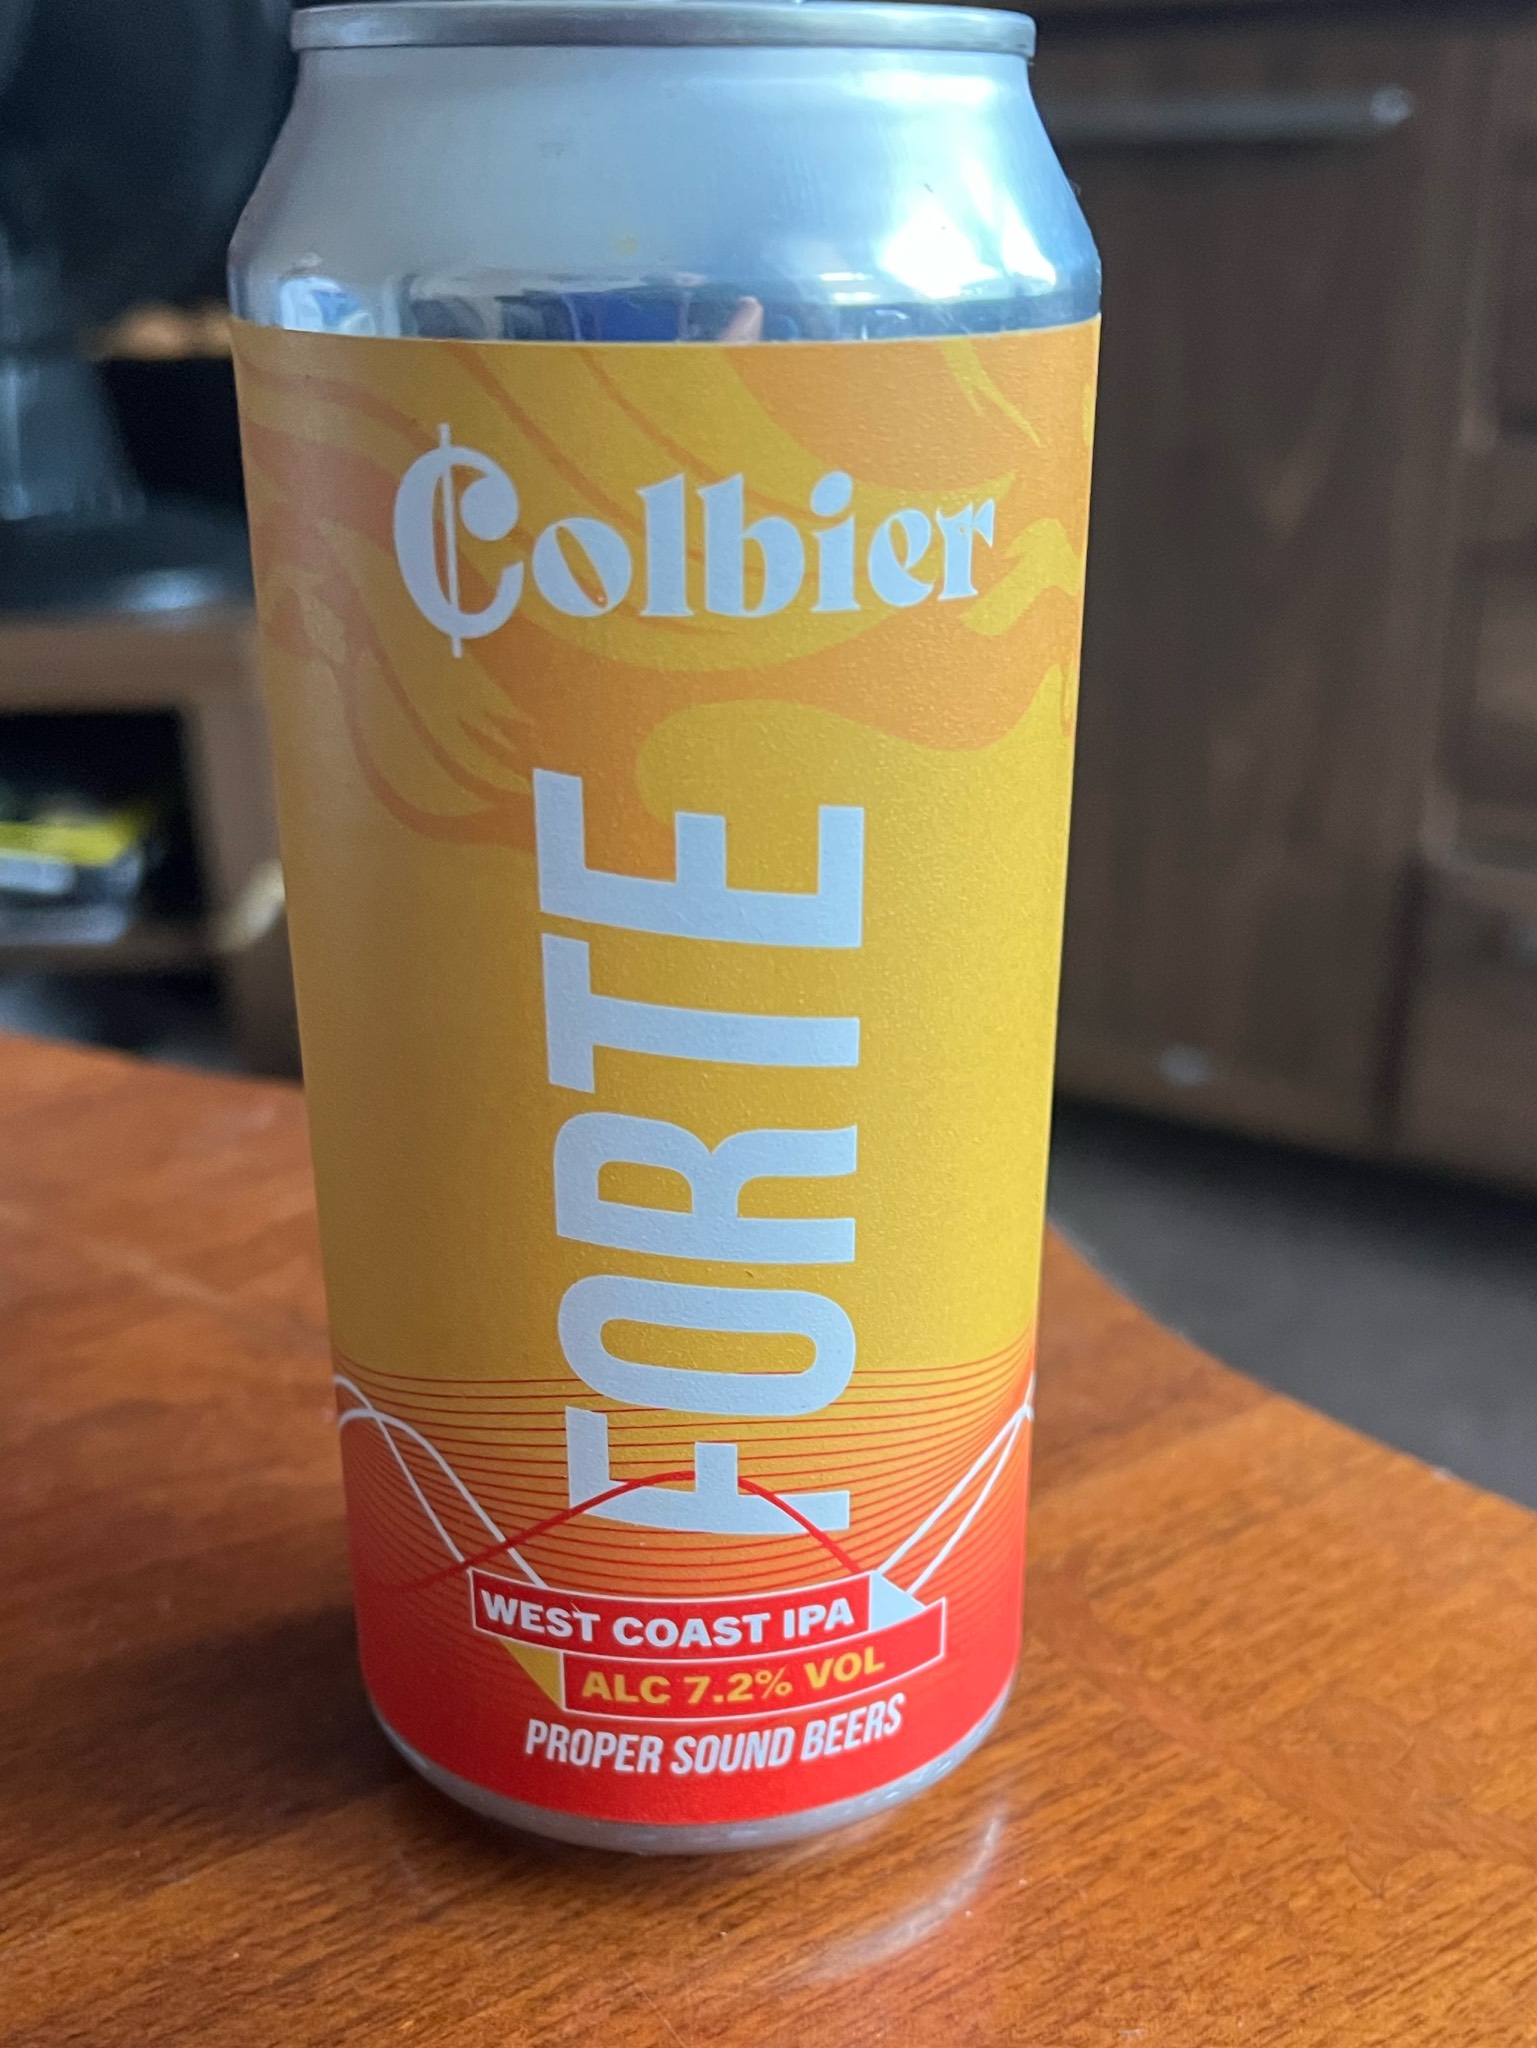 Colbier
FORTE
WEST COAST IPA
ALC 7.2% VOL
PROPER SOUND BEERS